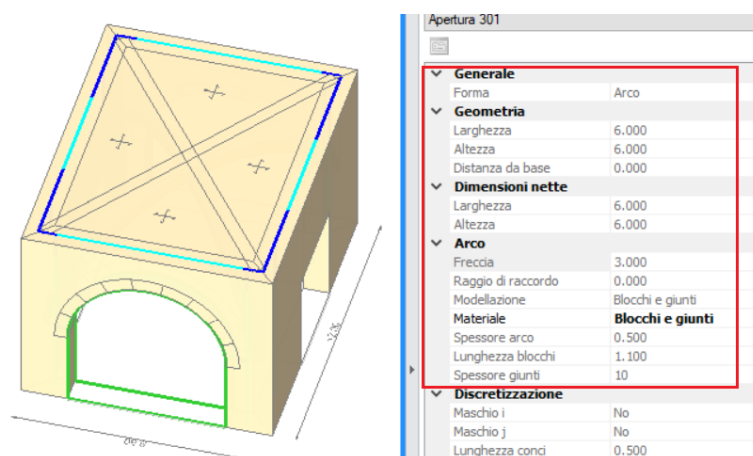 Apertura 301
Generale
Forma Arco
Geometria
Larghezza 6.000
Altezza 6.000
Distanza da base 0.000
Dimensioni nette
Larghezza 6.000
Altezza 6.000
Arco
Freccia 3.000
Raggio di raccordo 0.000
Modellazione Blocchi e giunti
Materiale Blocchi e giunti
Spessore arco 0.500
Lunghezza blocchi 1.100
Spessore giunti 10
Discretizzazione
Maschio i No
Maschio j No
Lunghezza conci 0.500